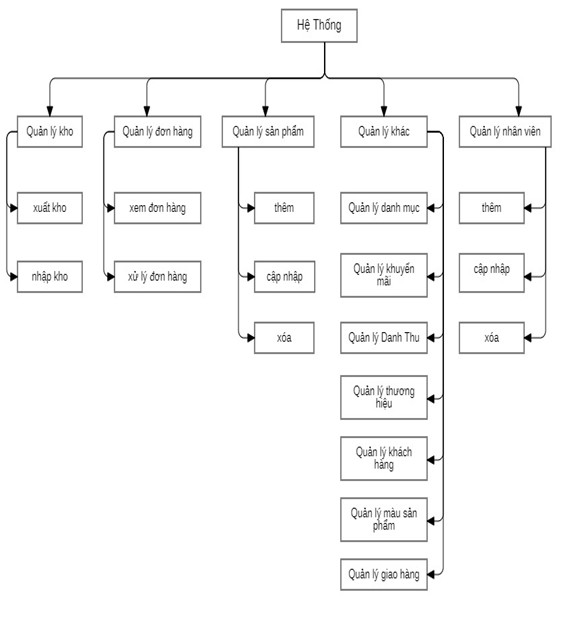 Hệ Thống
Quản lý kho
Quản lý đơn hàng
Quản lý sản phẩm
Quản lý khác
Quản lý nhân viên
xuất kho
xem đơn hàng
thêm
Quản lý danh mục
thêm
nhập kho
xử lý đơn hàng
cập nhập
Quản lý khuyến
mãi
cập nhập
xóa
Quản lý Danh Thu
xóa
Quản lý thương
hiệu
Quản lý khách
hàng
Quản lý màu sản
phẩm
Quản lý giao hàng